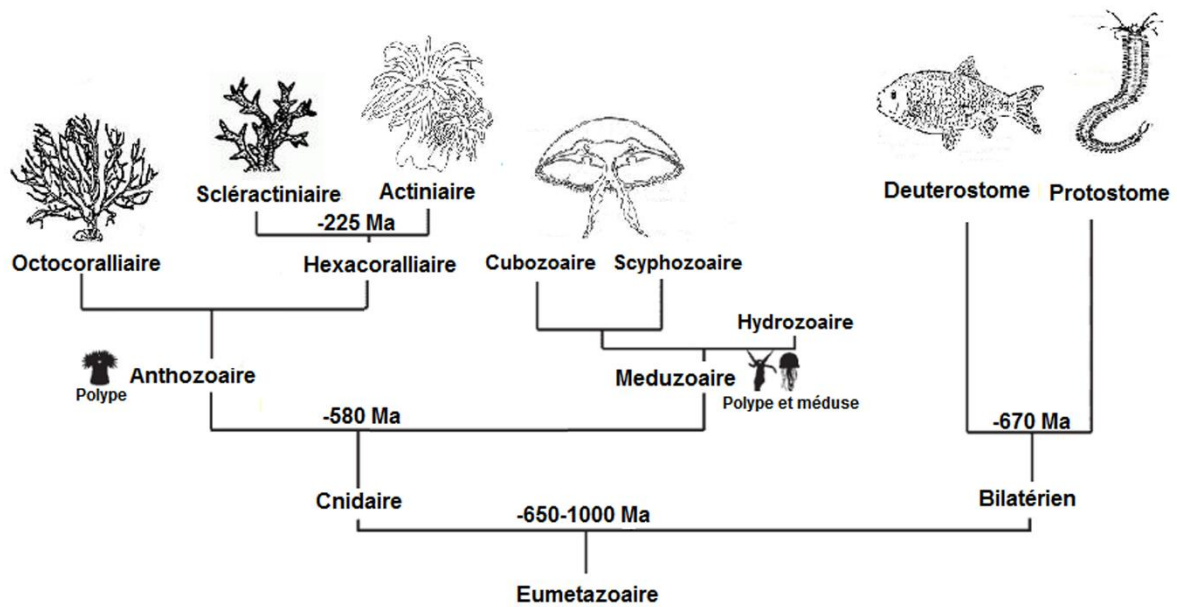 Scléractiniaire
Actiniaire
Deuterostome
Protostome
-225 Ma
Octocoralliaire
Hexacoralliaire
Cubozoaire
Scyphozoaire
Hydrozoaire
Anthozoaire
Meduzoaire
Polype
Polype et méduse
-580 Ma
-670 Ma
Cnidaire
Bilatérien
-650-1000 Ma
Eumetazoaire